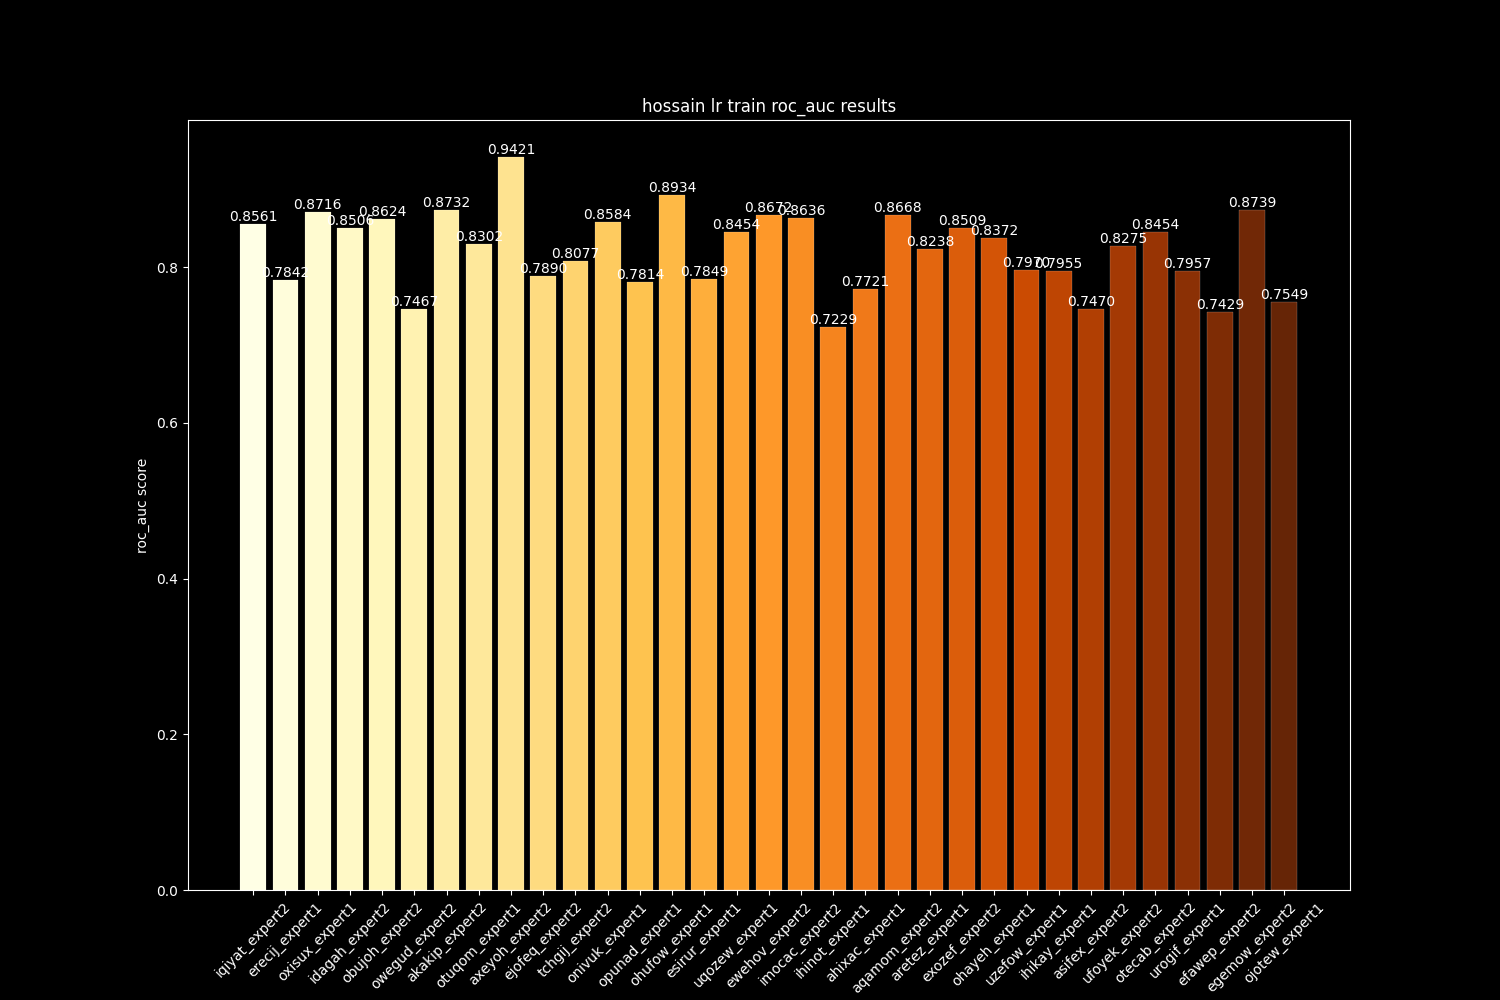 hossain lr train roc_auc results
roc_auc score
0.8
0.6
0.4
0.2
0.0
0.8561
0.7842
0.8716
0.8506
0.8624
0.7467
0.8732
0.8302
0.9421
0.7890
0.8077
0.8584
0.7814
0.8934
0.7849
0.8454
0.8672
0.8636
0.7229
0.7721
0.8668
0.8238
0.8509
0.8372
0.7970
0.7955
0.7470
0.8275
0.8454
0.7957
0.7429
0.8739
0.7549
iqjyat_expert2
erecij_expert1
oxisux_expert1
idagah_expert2
obujoh_expert2
owegud_expert2
akakip_expert2
otuqom_expert1
axeyoh_expert2
ejofeq_expert2
tchgjj_expert2
onivuk_expert1
opunad_expert1
ohufow_expert1
esirur_expert1
uqozew_expert1
ewehov_expert2
imocac_expert2
ihinot_expert1
ahixac_expert1
aqamom_expert2
aretez_expert1
exozef_expert2
ohayeh_expert1
uzefow_expert1
ihikay_expert1
asifex_expert2
ufoyek_expert2
otecab_expert2
urogif_expert1
efawep_expert2
egemow_expert2
ojotew_expert1